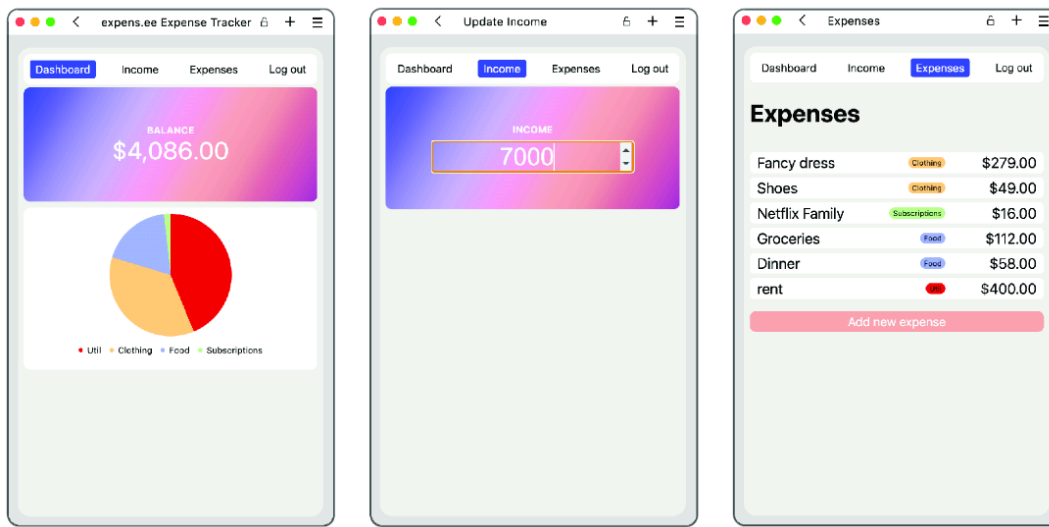 expens.ee Expense Tracker
Dashboard Income Expenses Log out
BALANCE
$4,086.00
Util Clothing Food Subscriptions
Update Income
Dashboard Income Expenses Log out
INCOME
7000
Expenses
Dashboard Income Expenses Log out
Expenses
Fancy dress Clothing $279.00
Shoes Clothing $49.00
Netflix Family Subscriptions $16.00
Groceries Food $112.00
Dinner Food $58.00
rent Util $400.00
Add new expense